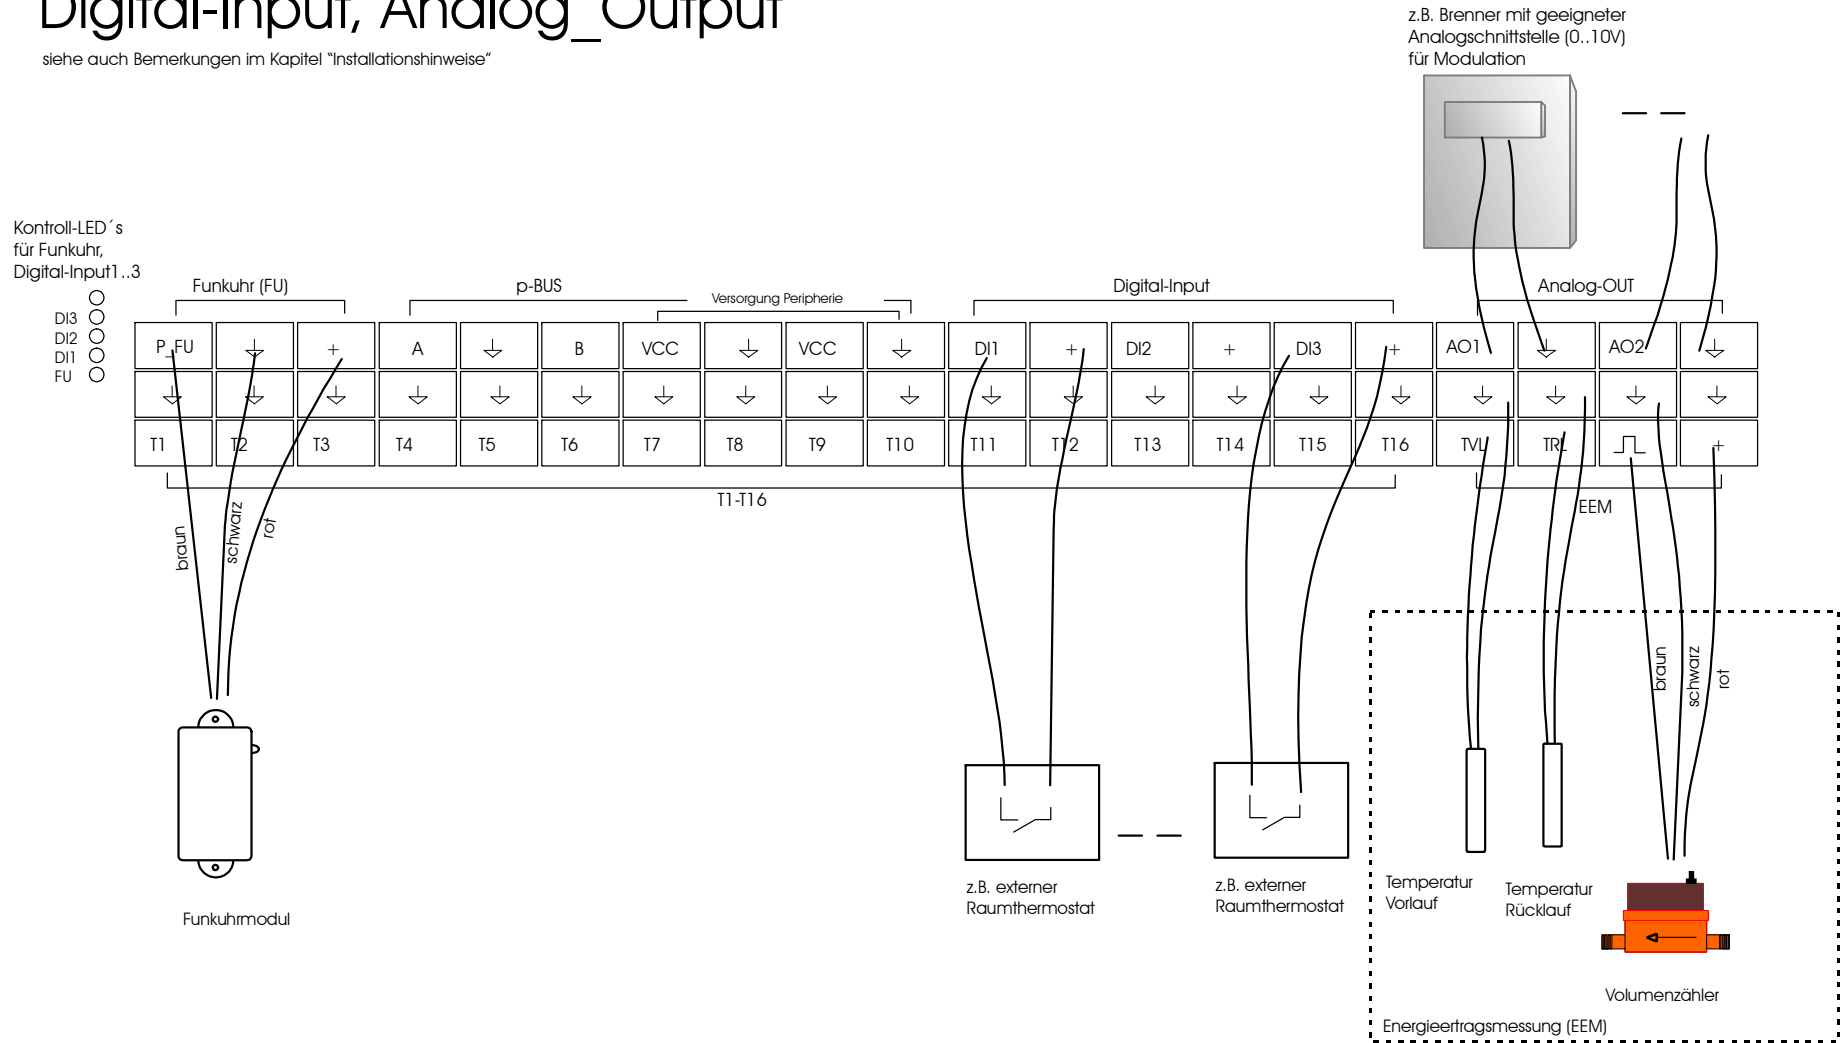 Digital-Input, Analog_Output
siehe auch Bemerkungen im Kapitel "Installationshinweise"
z.B. Brenner mit geeigneter
Analogschnittstelle (0..10V)
für Modulation
Kontroll-LED´s
für Funkuhr,
Digital-Input1..3
DI3
DI2
DI1
FU
Funkuhr (FU)
p-BUS
Versorgung Peripherie
Digital-Input
Analog-OUT
P_FU + A B VCC VCC DI1 + DI2 + DI3 + AO1 AO2
T1 T2 T3 T4 T5 T6 T7 T8 T9 T10 T11 T12 T13 T14 T15 T16 TVL TRL +
T1-T16
EEM
braun
schwarz
rot
braun
schwarz
rot
Funkuhrmodul
z.B. externer
Raumthermostat
z.B. externer
Raumthermostat
Temperatur
Vorlauf
Temperatur
Rücklauf
Volumenzähler
Energieertragsmessung (EEM)